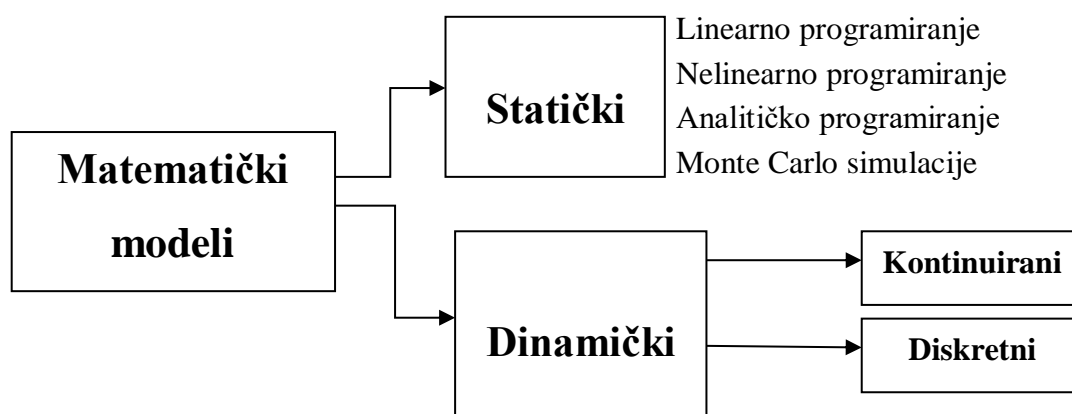 Matematički
modeli
Statički
Linearno programiranje
Nelinearno programiranje
Analitičko programiranje
Monte Carlo simulacije
Dinamički
Kontinuirani
Diskretni